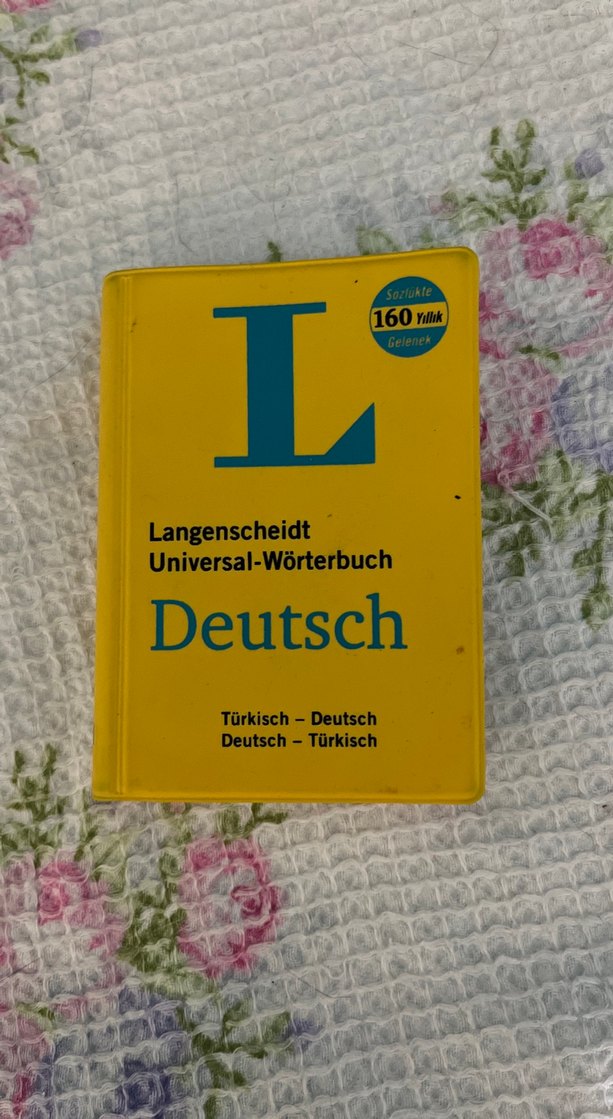 Sözlükte
160 Yıllık
Gelenek
L
Langenscheidt
Universal-Wörterbuch
Deutsch
Türkisch – Deutsch
Deutsch – Türkisch